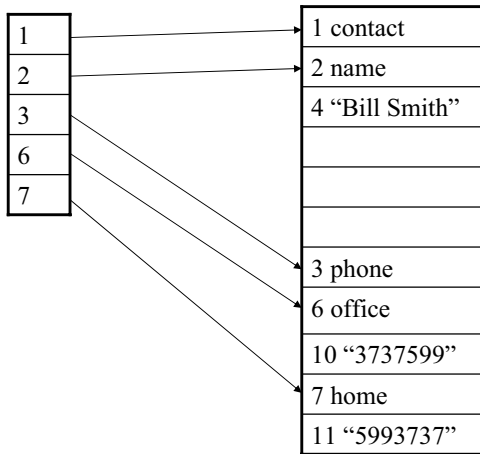 1
2
3
6
7
1 contact
2 name
4 “Bill Smith”
3 phone
6 office
10 “3737599”
7 home
11 “5993737”